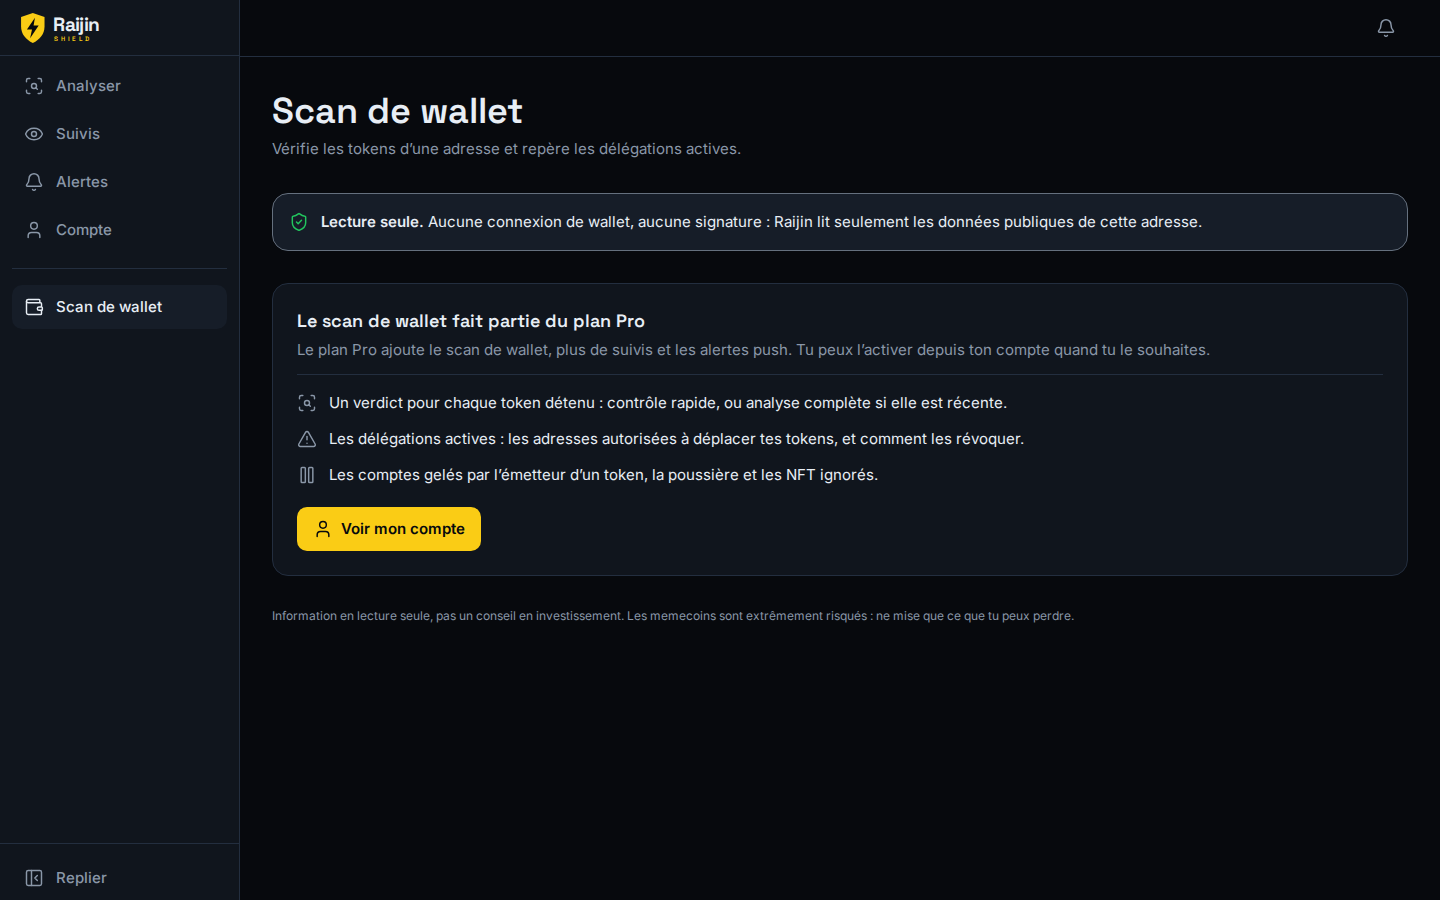 Raijin
SHIELD
Analyser
Suivis
Alertes
Compte
Scan de wallet
Replier
Scan de wallet
Vérifie les tokens d’une adresse et repère les délégations actives.
Lecture seule. Aucune connexion de wallet, aucune signature : Raijin lit seulement les données publiques de cette adresse.
Le scan de wallet fait partie du plan Pro
Le plan Pro ajoute le scan de wallet, plus de suivis et les alertes push. Tu peux l’activer depuis ton compte quand tu le souhaites.
Un verdict pour chaque token détenu : contrôle rapide, ou analyse complète si elle est récente.
Les délégations actives : les adresses autorisées à déplacer tes tokens, et comment les révoquer.
Les comptes gelés par l’émetteur d’un token, la poussière et les NFT ignorés.
Voir mon compte
Information en lecture seule, pas un conseil en investissement. Les memecoins sont extrêmement risqués : ne mise que ce que tu peux perdre.